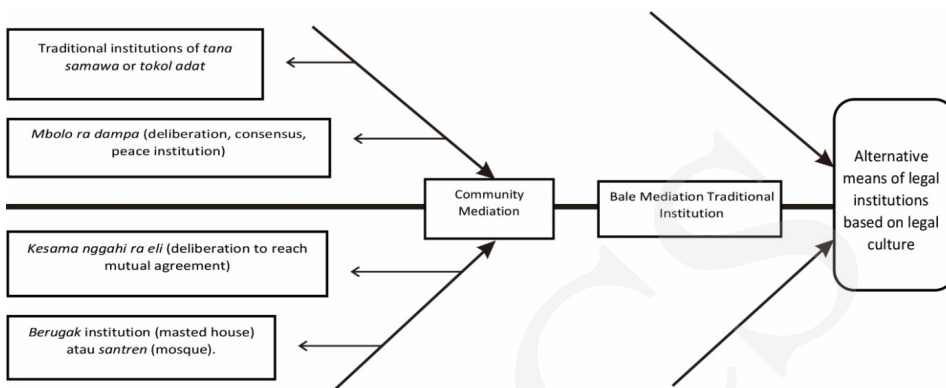 Traditional institutions of tana
samawa or tokol adat
Mbolo ra dampa (deliberation, consensus,
peace institution)
Kesama nggahi ra eli (deliberation to reach
mutual agreement)
Berugak institution (masted house)
atau santren (mosque).
Community
Mediation
Bale Mediation Traditional
Institution
Alternative
means of legal
institutions
based on legal
culture